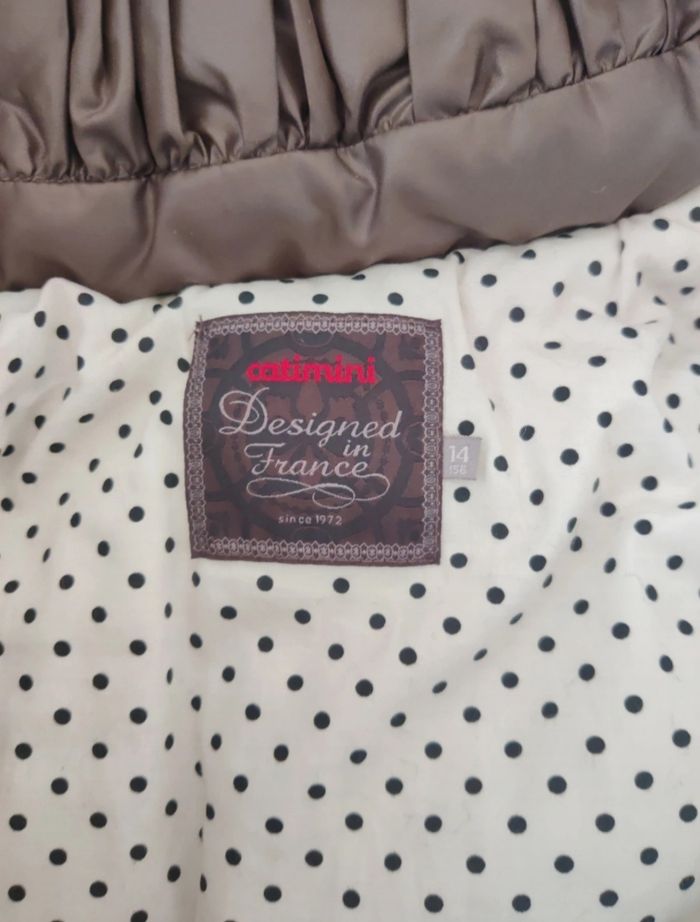 catimini
Designed
in
France
since 1972
14
156